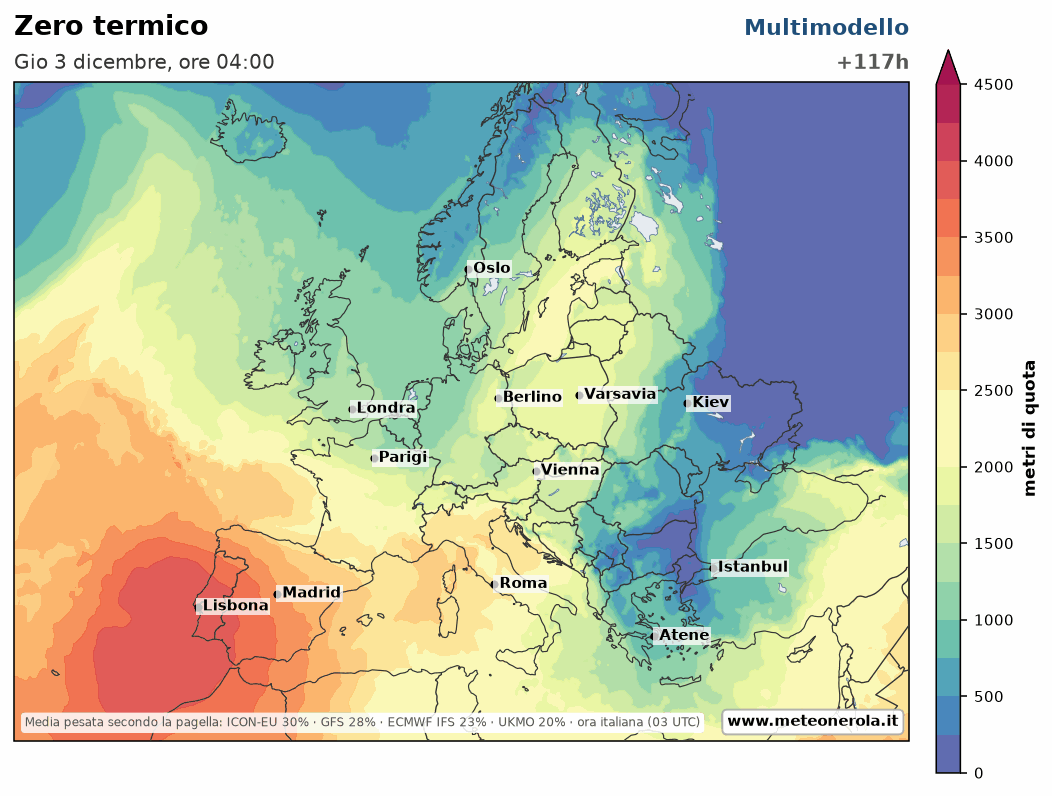 Zero termico
Multimodello
Gio 3 dicembre, ore 04:00
+117h
4500
4000
3500
3000
2500
2000
1500
1000
500
0
metri di quota
Oslo
Berlino
Varsavia
Kiev
Londra
Parigi
Vienna
Istanbul
Roma
Madrid
Lisbona
Atene
Media pesata secondo la pagella: ICON-EU 30% · GFS 28% · ECMWF IFS 23% · UKMO 20% · ora italiana (03 UTC)
www.meteonerola.it